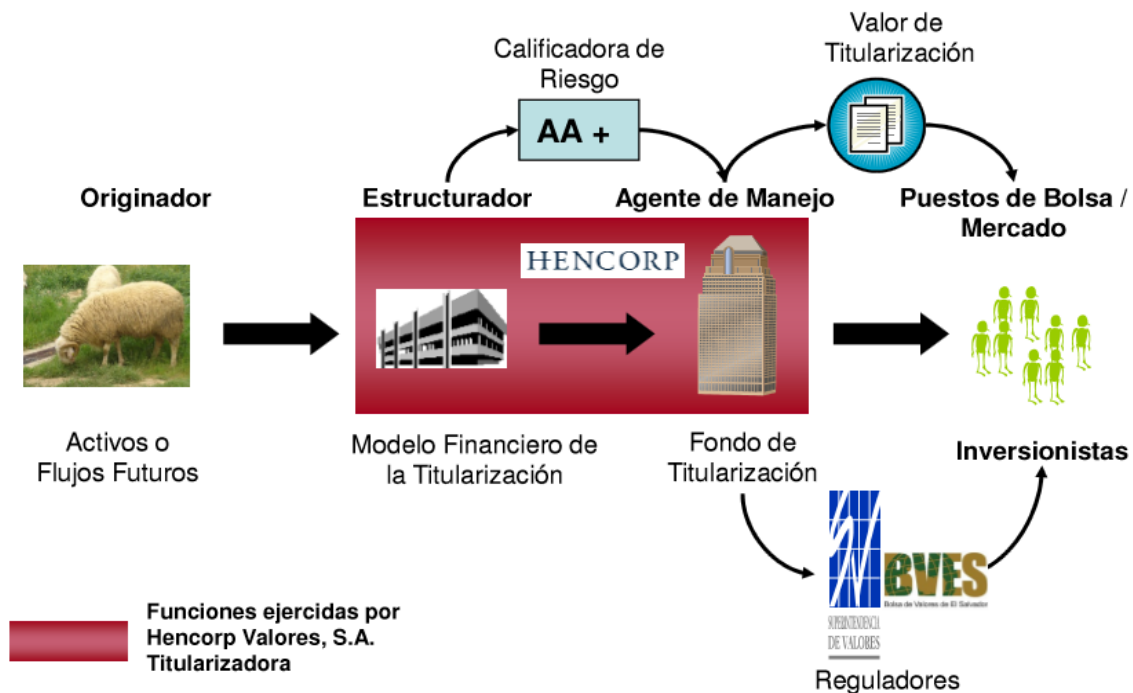 Calificadora de
Riesgo
AA +
Valor de
Titularización
Originador
Estructurador
Agente de Manejo
Puestos de Bolsa /
Mercado
HENCORP
Activos o
Flujos Futuros
Modelo Financiero de
la Titularización
Fondo de
Titularización
Inversionistas
BVES
Bolsa de Valores de El Salvador
SUPERINTENDENCIA
DE VALORES
Reguladores
Funciones ejercidas por
Hencorp Valores, S.A.
Titularizadora